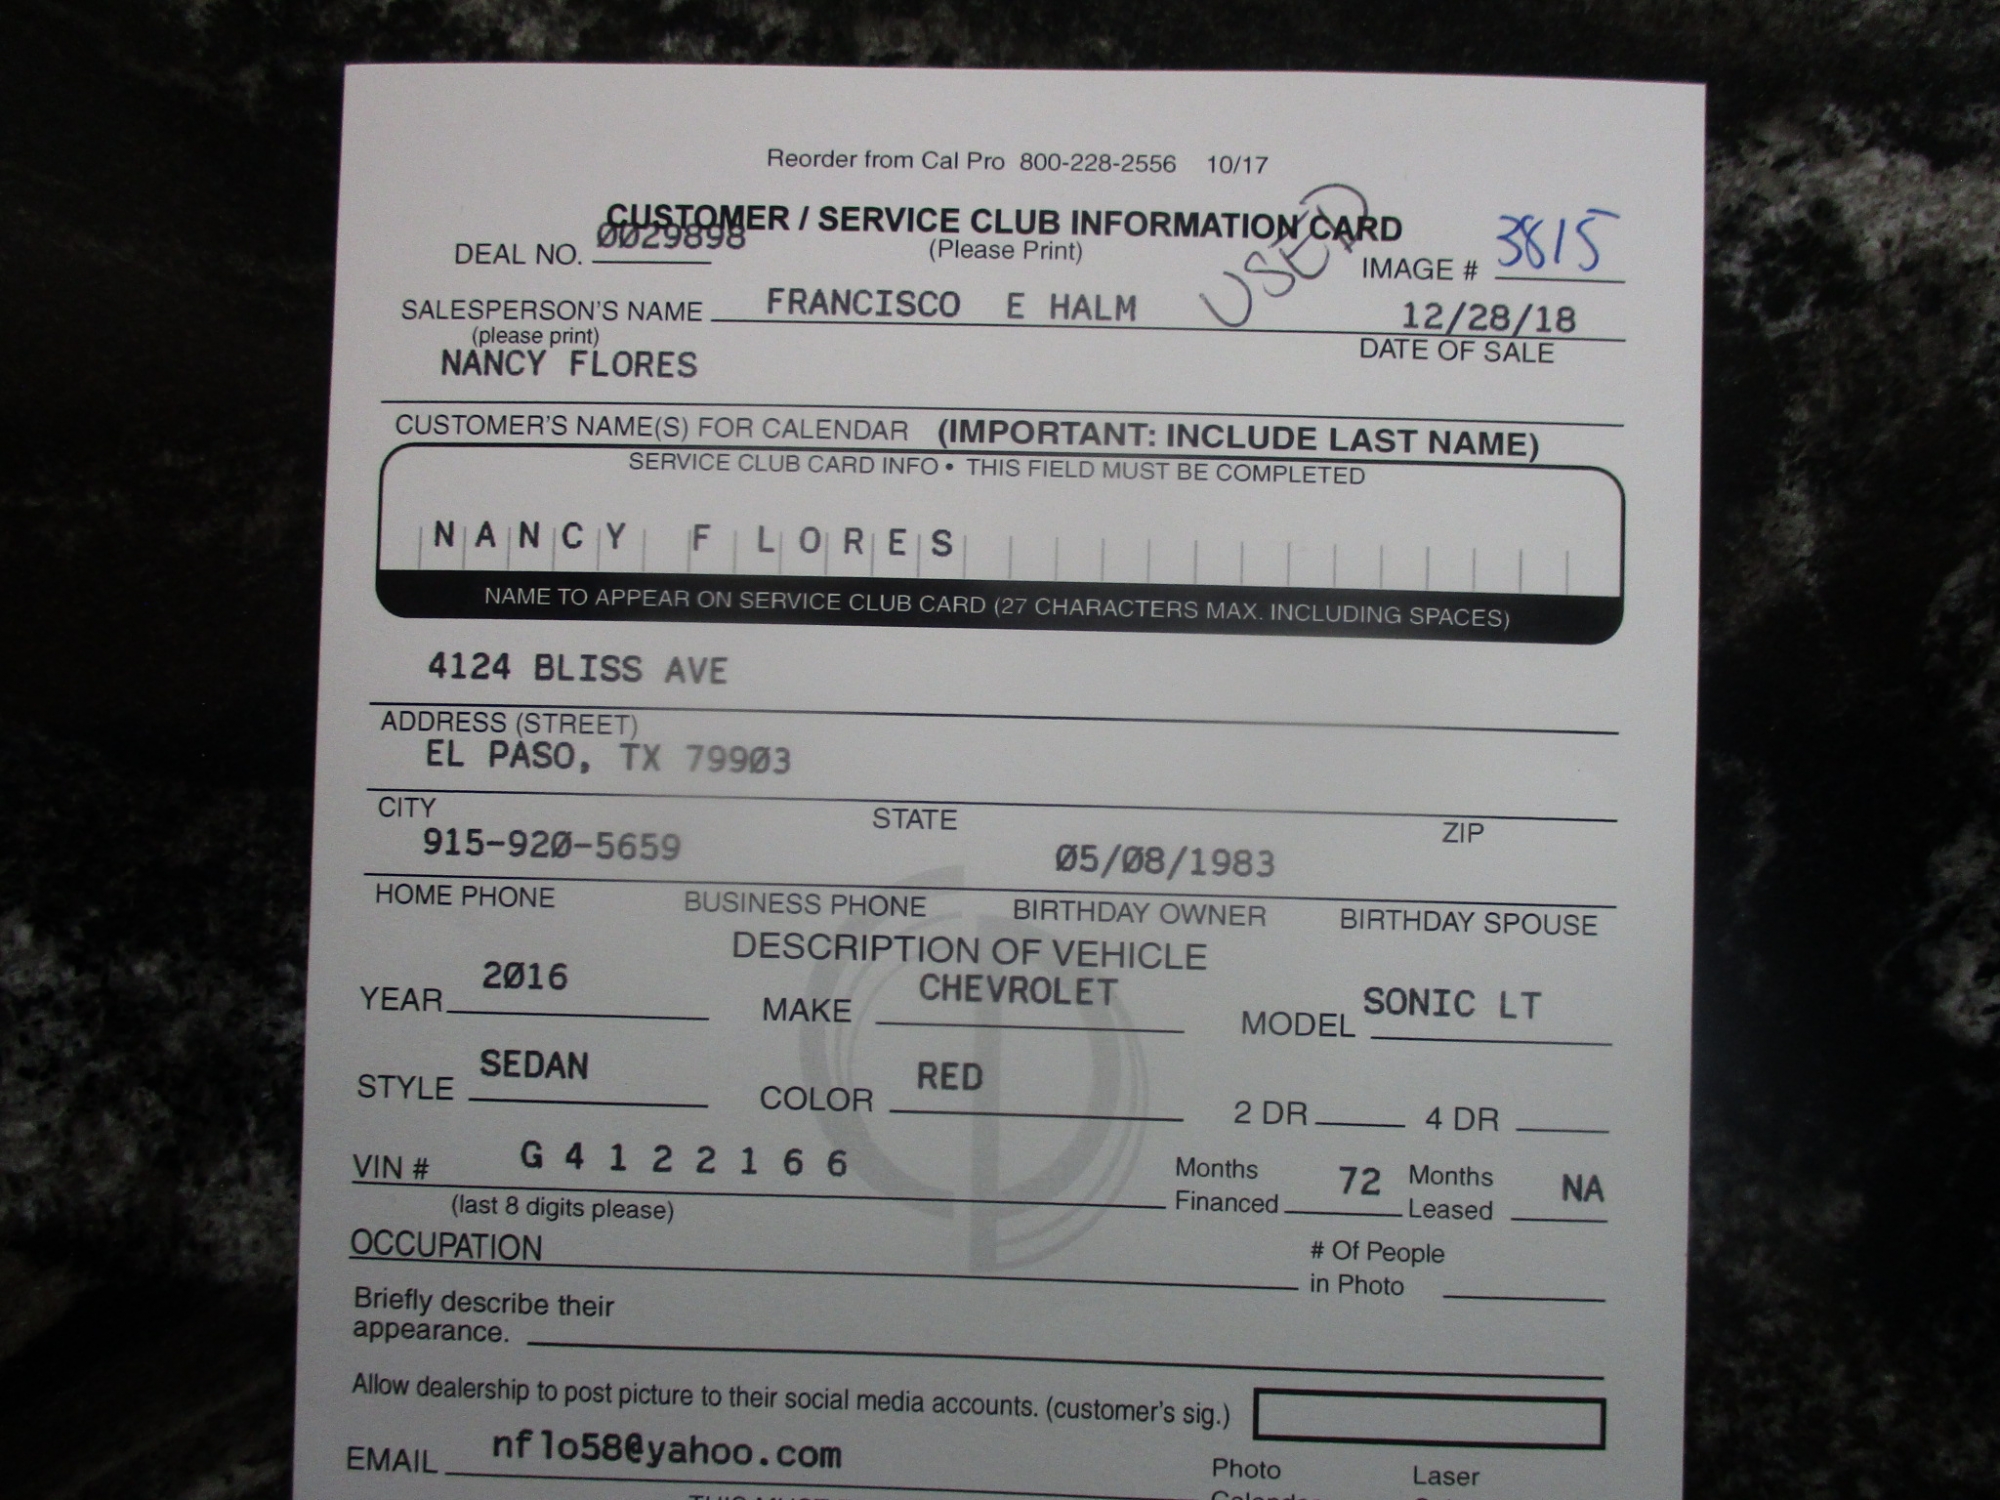 Reorder from Cal Pro 800-228-2556 10/17
CUSTOMER / SERVICE CLUB INFORMATION CARD
(Please Print)
DEAL NO. 0029898
USED
IMAGE # 3815
SALESPERSON'S NAME FRANCISCO E HALM 12/28/18
(please print) DATE OF SALE
NANCY FLORES
CUSTOMER'S NAME(S) FOR CALENDAR (IMPORTANT: INCLUDE LAST NAME)
SERVICE CLUB CARD INFO • THIS FIELD MUST BE COMPLETED
NANCY FLORES
NAME TO APPEAR ON SERVICE CLUB CARD (27 CHARACTERS MAX. INCLUDING SPACES)
4124 BLISS AVE
ADDRESS (STREET)
EL PASO, TX 79903
CITY STATE ZIP
915-920-5659 05/08/1983
HOME PHONE BUSINESS PHONE BIRTHDAY OWNER BIRTHDAY SPOUSE
DESCRIPTION OF VEHICLE
YEAR 2016 MAKE CHEVROLET MODEL SONIC LT
STYLE SEDAN COLOR RED 2 DR 4 DR
VIN # G4122166 Months Financed 72 Months Leased NA
(last 8 digits please)
OCCUPATION # Of People in Photo
Briefly describe their
appearance.
Allow dealership to post picture to their social media accounts. (customer's sig.)
EMAIL nflo58@yahoo.com Photo Laser